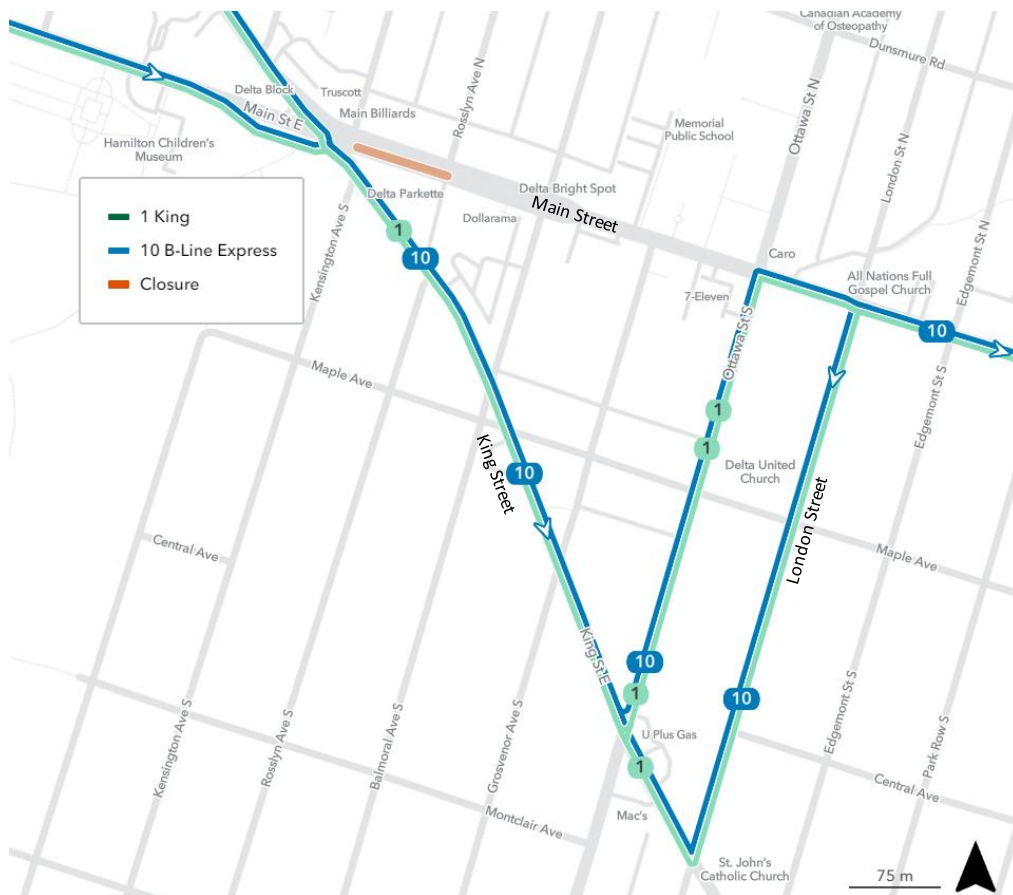 Canadian Academy
of Osteopathy
Dunsmure Rd
Delta Block
Truscott
Main Billiards
Main St E
Rosslyn Ave N
Ottawa St N
Memorial
Public School
London St N
Hamilton Children's
Museum
1 King
10 B-Line Express
Closure
Delta Parkette
Delta Bright Spot
Main Street
Dollarama
Kensington Ave S
1
10
Caro
7-Eleven
All Nations Full
Gospel Church
Edgemont St N
10
Ottawa St S
Edgemont St S
Maple Ave
1
1
King Street
10
Delta United
Church
London Street
Maple Ave
Central Ave
King St E
10
1
10
U Plus Gas
1
Edgemont St S
Park Row S
Central Ave
Kensington Ave S
Rosslyn Ave S
Balmoral Ave S
Grosvenor Ave S
Montclair Ave
Mac's
St. John's
Catholic Church
75 m